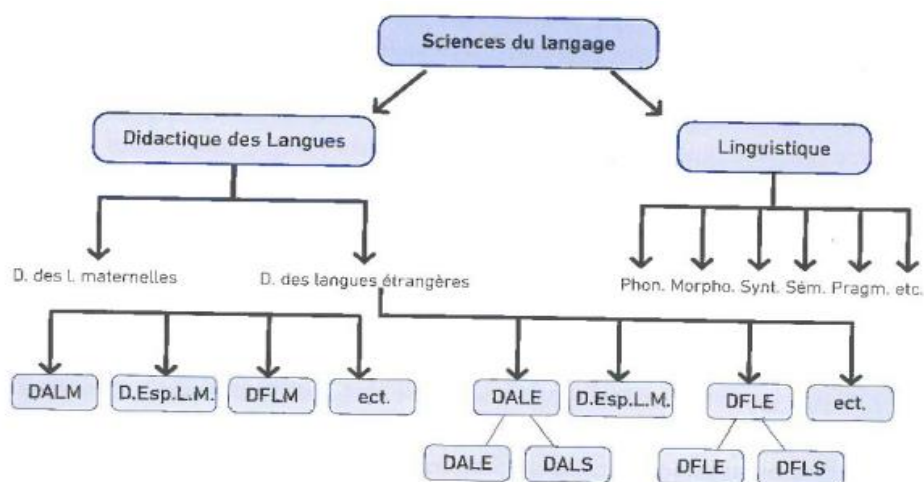 Sciences du langage
Didactique des Langues
Linguistique
D. des l. maternelles
D. des langues étrangères
Phon. Morpho. Synt. Sém. Pragm. etc.
DALM
D.Esp.L.M.
DFLM
ect.
DALE
D.Esp.L.M.
DFLE
ect.
DALE
DALS
DFLE
DFLS